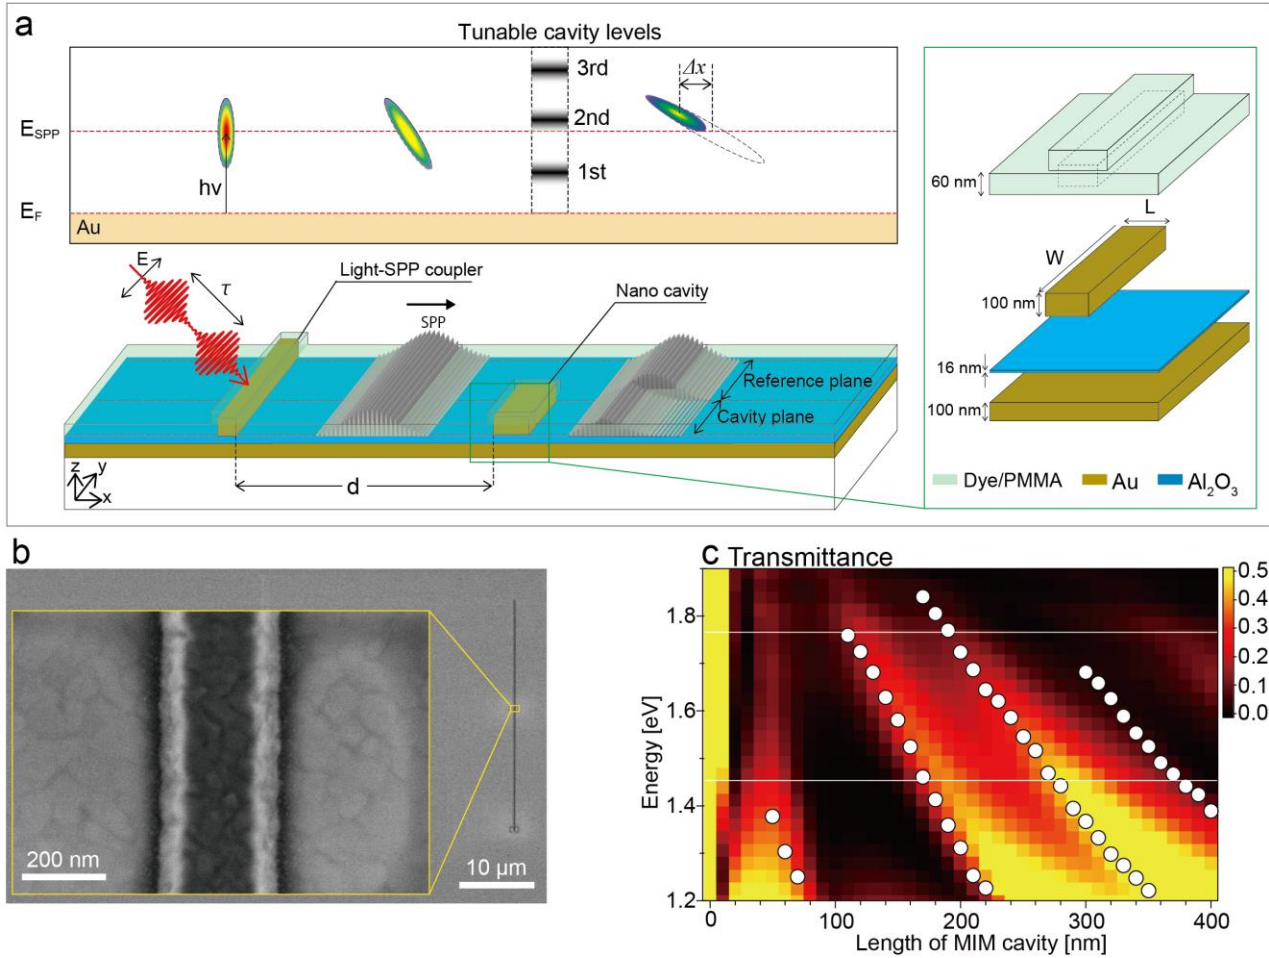 a
Tunable cavity levels
3rd
Δx
E_SPP
2nd
hν
1st
E_F
Au
E
τ
Light-SPP coupler
SPP
Nano cavity
Reference plane
Cavity plane
z
y
x
d
60 nm
L
W
100 nm
16 nm
100 nm
Dye/PMMA Au Al₂O₃
b
200 nm
10 μm
c Transmittance
0.5
0.4
0.3
0.2
0.1
0.0
Energy [eV]
1.8
1.6
1.4
1.2
0 100 200 300 400
Length of MIM cavity [nm]